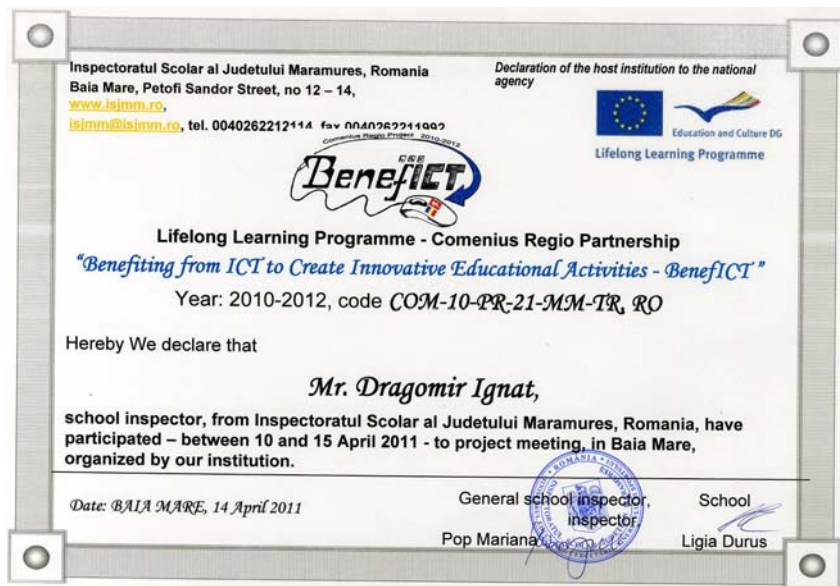 Inspectoratul Scolar al Judetului Maramures, Romania
Baia Mare, Petofi Sandor Street, no 12 – 14,
www.isjmm.ro,
isjmm@isjmm.ro, tel. 0040262212114 fax 0040262211992
Declaration of the host institution to the national
agency
Education and Culture DG
Lifelong Learning Programme
Comenius Regio Project 2010-2012
BenefICT
Lifelong Learning Programme - Comenius Regio Partnership
“Benefiting from ICT to Create Innovative Educational Activities - BenefICT”
Year: 2010-2012, code COM-10-PR-21-MM-TR, RO
Hereby We declare that
Mr. Dragomir Ignat,
school inspector, from Inspectoratul Scolar al Judetului Maramures, Romania, have
participated – between 10 and 15 April 2011 - to project meeting, in Baia Mare,
organized by our institution.
Date: BAIA MARE, 14 April 2011
General school inspector, School
inspector,
Pop Mariana Ligia Durus
ROMÂNIA